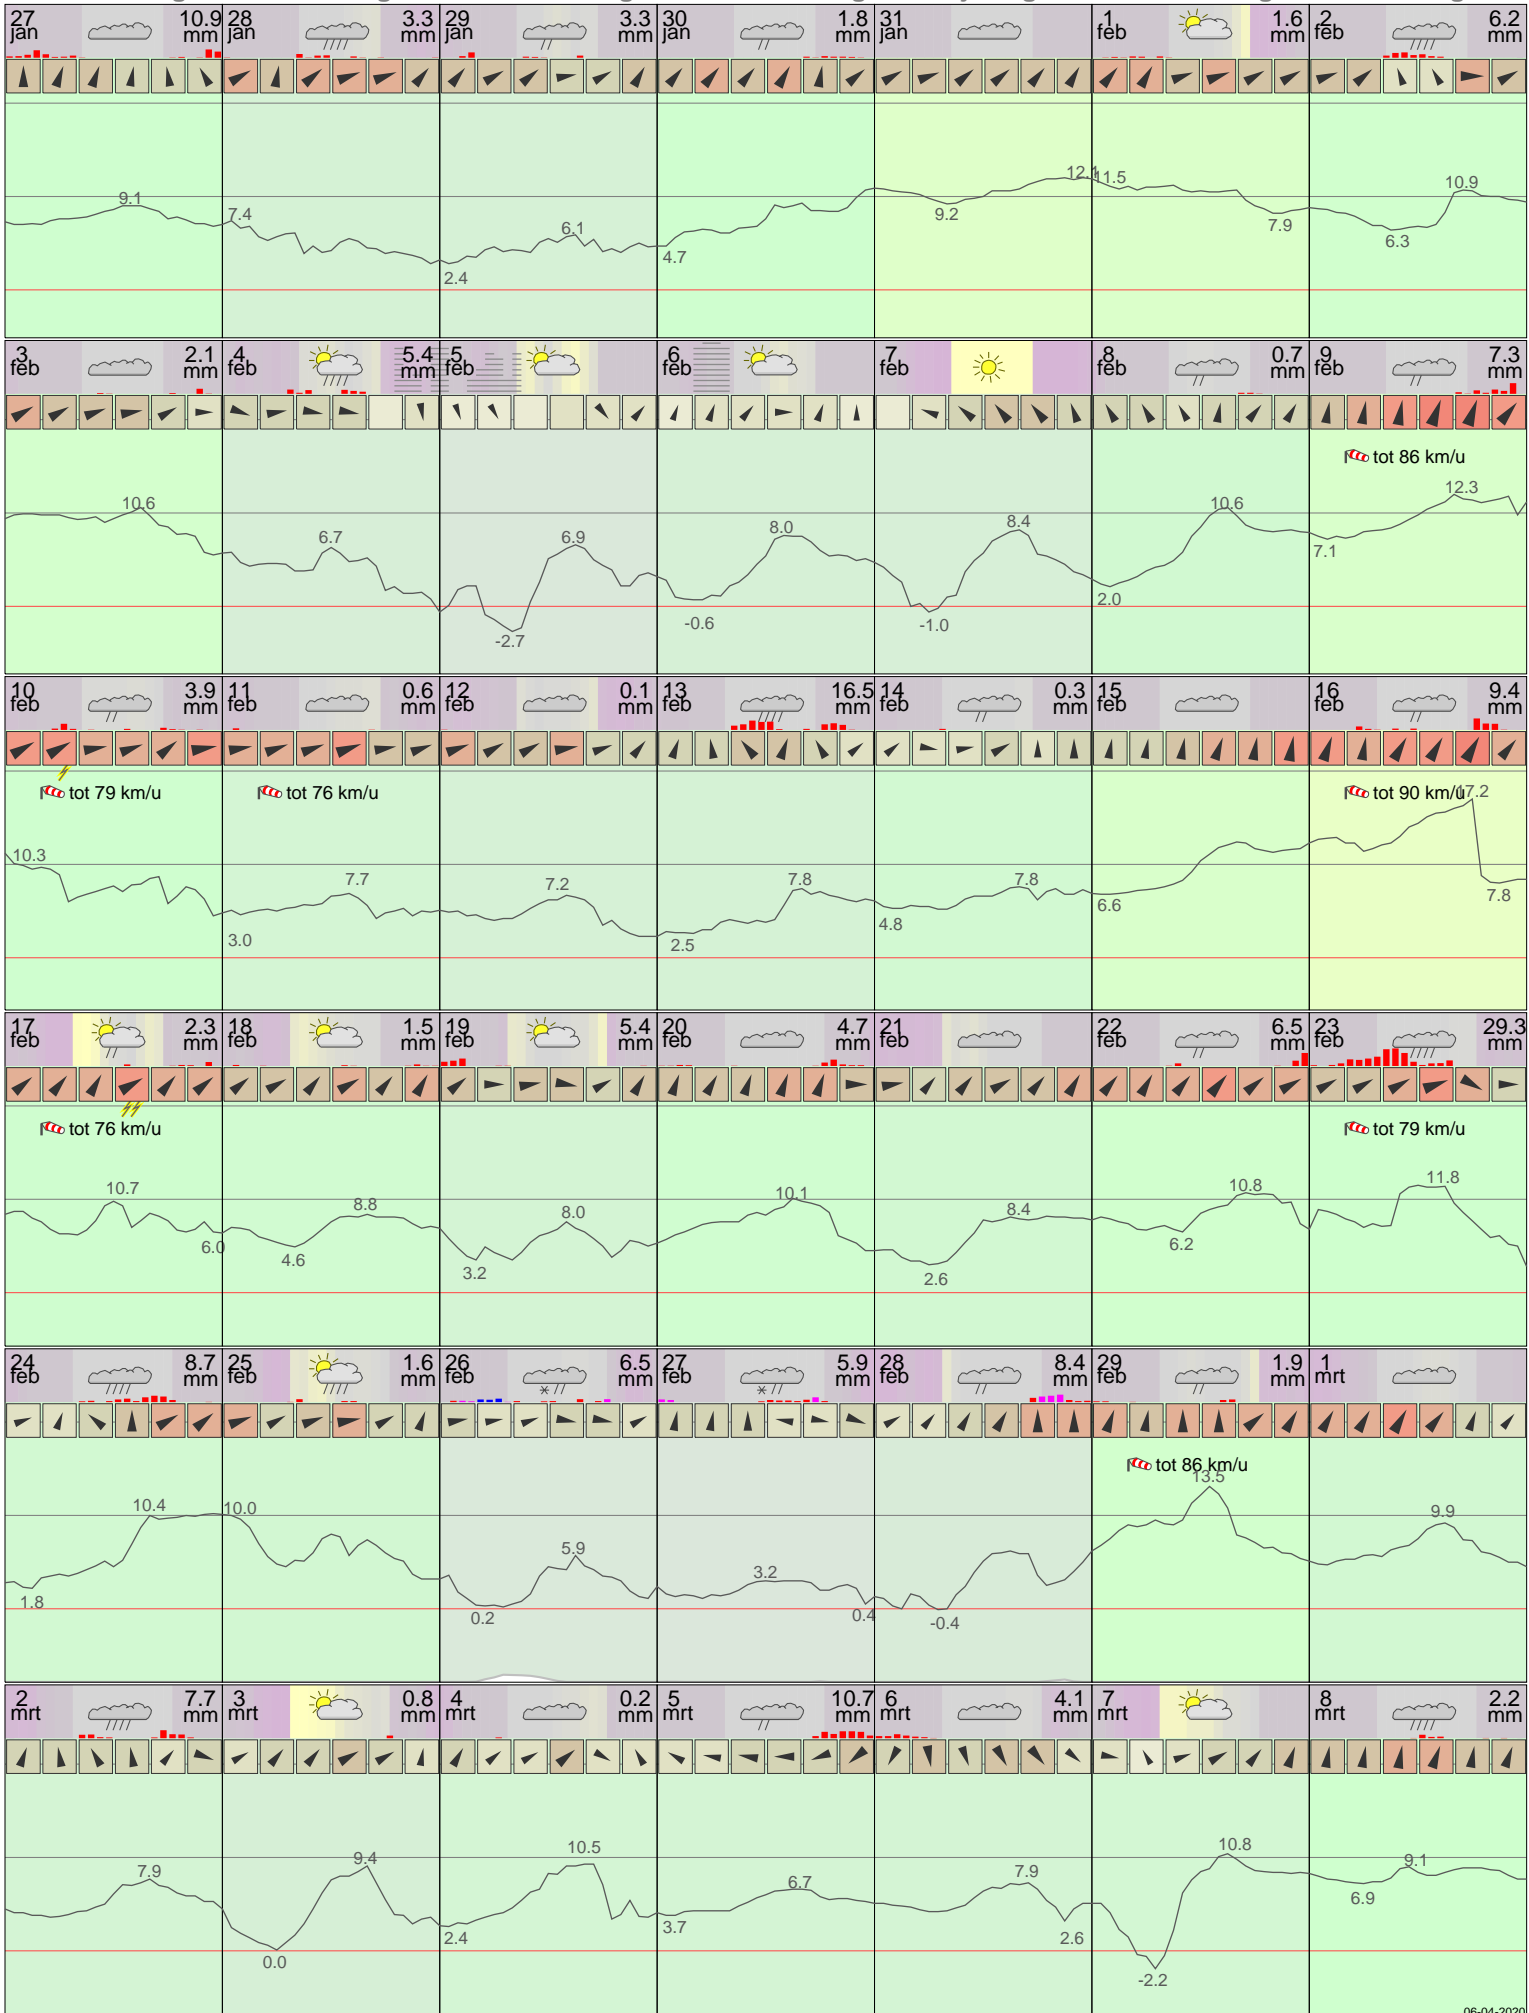 27 10.9 28 3.3 29 3.3 30 1.8 31 1 1.6 2 6.2
jan mm jan mm jan mm jan mm jan feb mm feb mm
9.1 7.4 2.4 6.1 4.7 9.2 12.1 11.5 7.9 6.3 10.9
3 2.1 4 5.4 5 6 7 8 0.7 9 7.3
feb mm feb mm feb feb feb feb mm feb mm
tot 86 km/u
10.6 6.7 -2.7 6.9 -0.6 8.0 -1.0 8.4 2.0 10.6 7.1 12.3
10 3.9 11 0.6 12 0.1 13 16.5 14 0.3 15 16 9.4
feb mm feb mm feb mm feb mm feb mm feb feb mm
tot 79 km/u tot 76 km/u tot 90 km/u
10.3 3.0 7.7 7.2 2.5 7.8 4.8 7.8 6.6 17.2 7.8
17 2.3 18 1.5 19 5.4 20 4.7 21 22 6.5 23 29.3
feb mm feb mm feb mm feb mm feb feb mm feb mm
tot 76 km/u tot 79 km/u
10.7 6.0 4.6 8.8 3.2 8.0 10.1 2.6 8.4 6.2 10.8 11.8
24 8.7 25 1.6 26 6.5 27 5.9 28 8.4 29 1.9 1
feb mm feb mm feb mm feb mm feb mm feb mm mrt
tot 86 km/u
1.8 10.4 10.0 0.2 5.9 3.2 0.4 -0.4 13.5 9.9
2 7.7 3 0.8 4 0.2 5 10.7 6 4.1 7 8 2.2
mrt mm mrt mm mrt mm mrt mm mrt mm mrt mrt mm
7.9 0.0 9.4 2.4 10.5 3.7 6.7 7.9 2.6 -2.2 10.8 6.9 9.1
06-04-2020